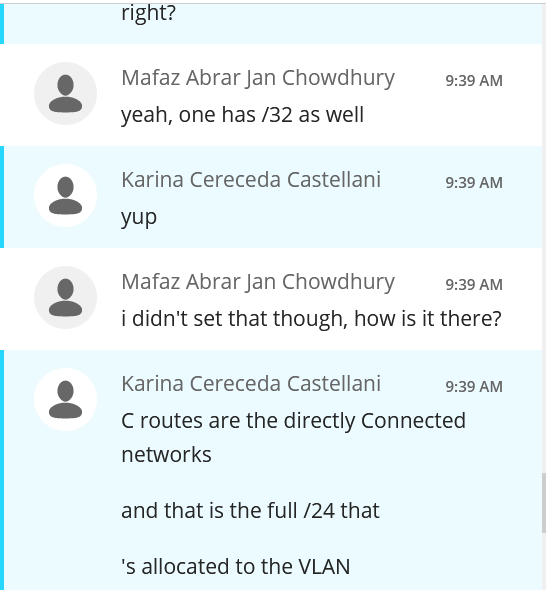 right?
Mafaz Abrar Jan Chowdhury 9:39 AM
yeah, one has /32 as well
Karina Cereceda Castellani 9:39 AM
yup
Mafaz Abrar Jan Chowdhury 9:39 AM
i didn't set that though, how is it there?
Karina Cereceda Castellani 9:39 AM
C routes are the directly Connected
networks
and that is the full /24 that
's allocated to the VLAN